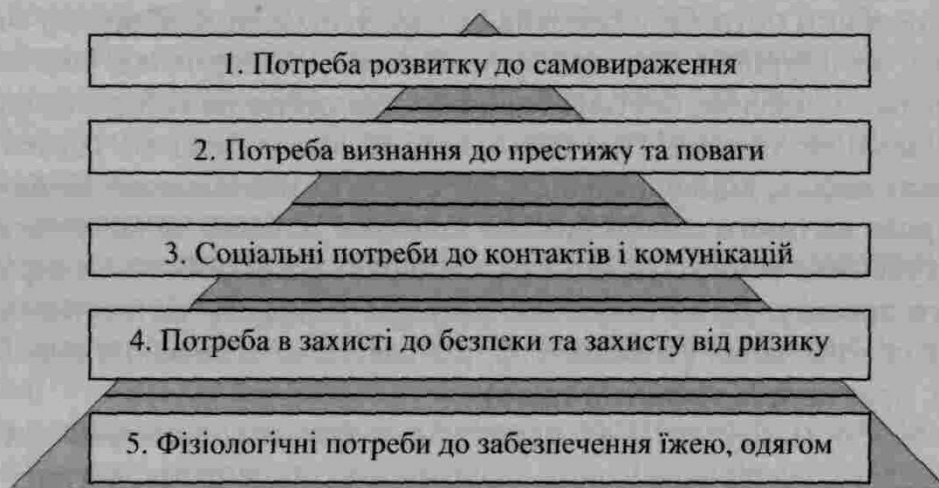 1. Потреба розвитку до самовираження
2. Потреба визнання до престижу та поваги
3. Соціальні потреби до контактів і комунікацій
4. Потреба в захисті до безпеки та захисту від ризику
5. Фізіологічні потреби до забезпечення їжею, одягом